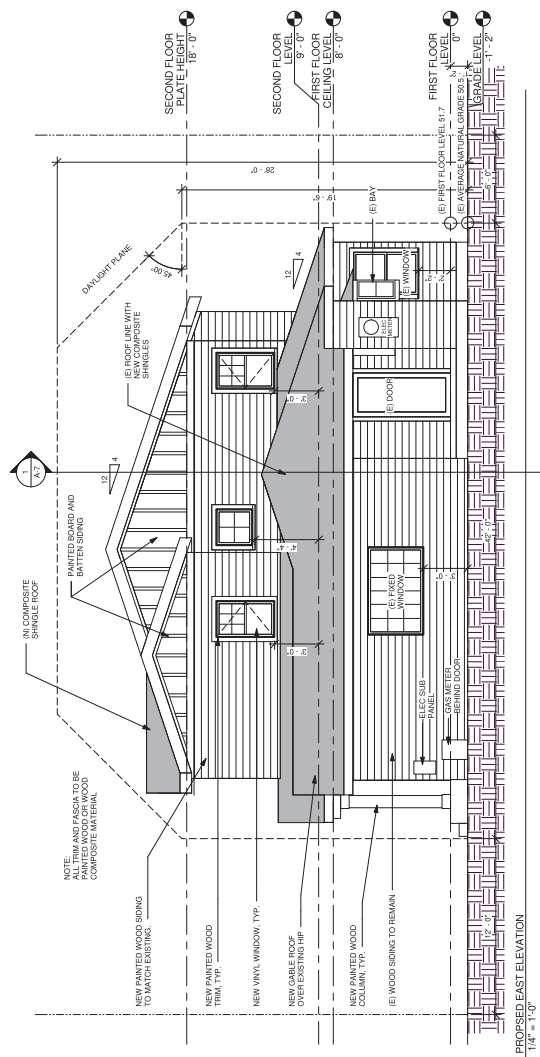 NOTE:
ALL TRIM AND FASCIA TO BE
PAINTED WOOD OR WOOD
COMPOSITE MATERIAL
(N) COMPOSITE
SHINGLE ROOF
PAINTED BOARD AND
BATTEN SIDING
1
A-7
12
4
(E) ROOF LINE WITH
NEW COMPOSITE
SHINGLES
DAYLIGHT PLANE
45.00°
12
4
28' - 0"
19' - 6"
SECOND FLOOR
PLATE HEIGHT
18' - 0"
SECOND FLOOR
LEVEL
9' - 0"
FIRST FLOOR
CEILING LEVEL
8' - 0"
FIRST FLOOR
LEVEL
0"
GRADE LEVEL
-1' - 2"
(E) FIRST FLOOR LEVEL 51.7
(E) AVERAGE NATURAL GRADE 50.5
NEW PAINTED WOOD SIDING
TO MATCH EXISTING.
NEW PAINTED WOOD
TRIM, TYP.
NEW VINYL WINDOW, TYP.
NEW GABLE ROOF
OVER EXISTING HIP
NEW PAINTED WOOD
COLUMN, TYP.
(E) WOOD SIDING TO REMAIN
3' - 0"
4' - 4"
3' - 0"
ELEC SUB
PANEL
GAS METER
BEHIND DOOR
(E) FIXED
WINDOW
3' - 0"
(E) DOOR
ELEC
METER
(E) BAY
(E) WINDOW
2' - 2"
12' - 0"
42' - 0"
6' - 0"
PROPSED EAST ELEVATION
1/4" = 1'-0"